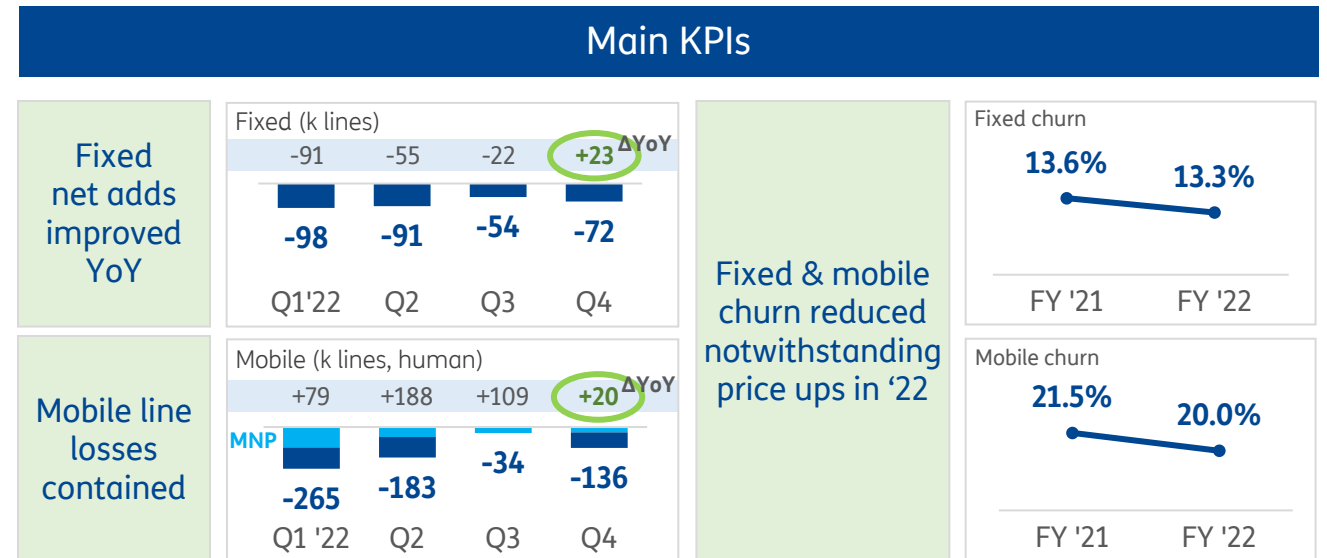 Main KPIs
Fixed
net adds
improved
YoY
Fixed (k lines)
-91 -55 -22 +23 ΔYoY
-98 -91 -54 -72
Q1'22 Q2 Q3 Q4
Mobile line
losses
contained
Mobile (k lines, human)
+79 +188 +109 +20 ΔYoY
MNP
-265 -183 -34 -136
Q1 '22 Q2 Q3 Q4
Fixed & mobile
churn reduced
notwithstanding
price ups in ‘22
Fixed churn
13.6% 13.3%
FY '21 FY '22
Mobile churn
21.5% 20.0%
FY '21 FY '22